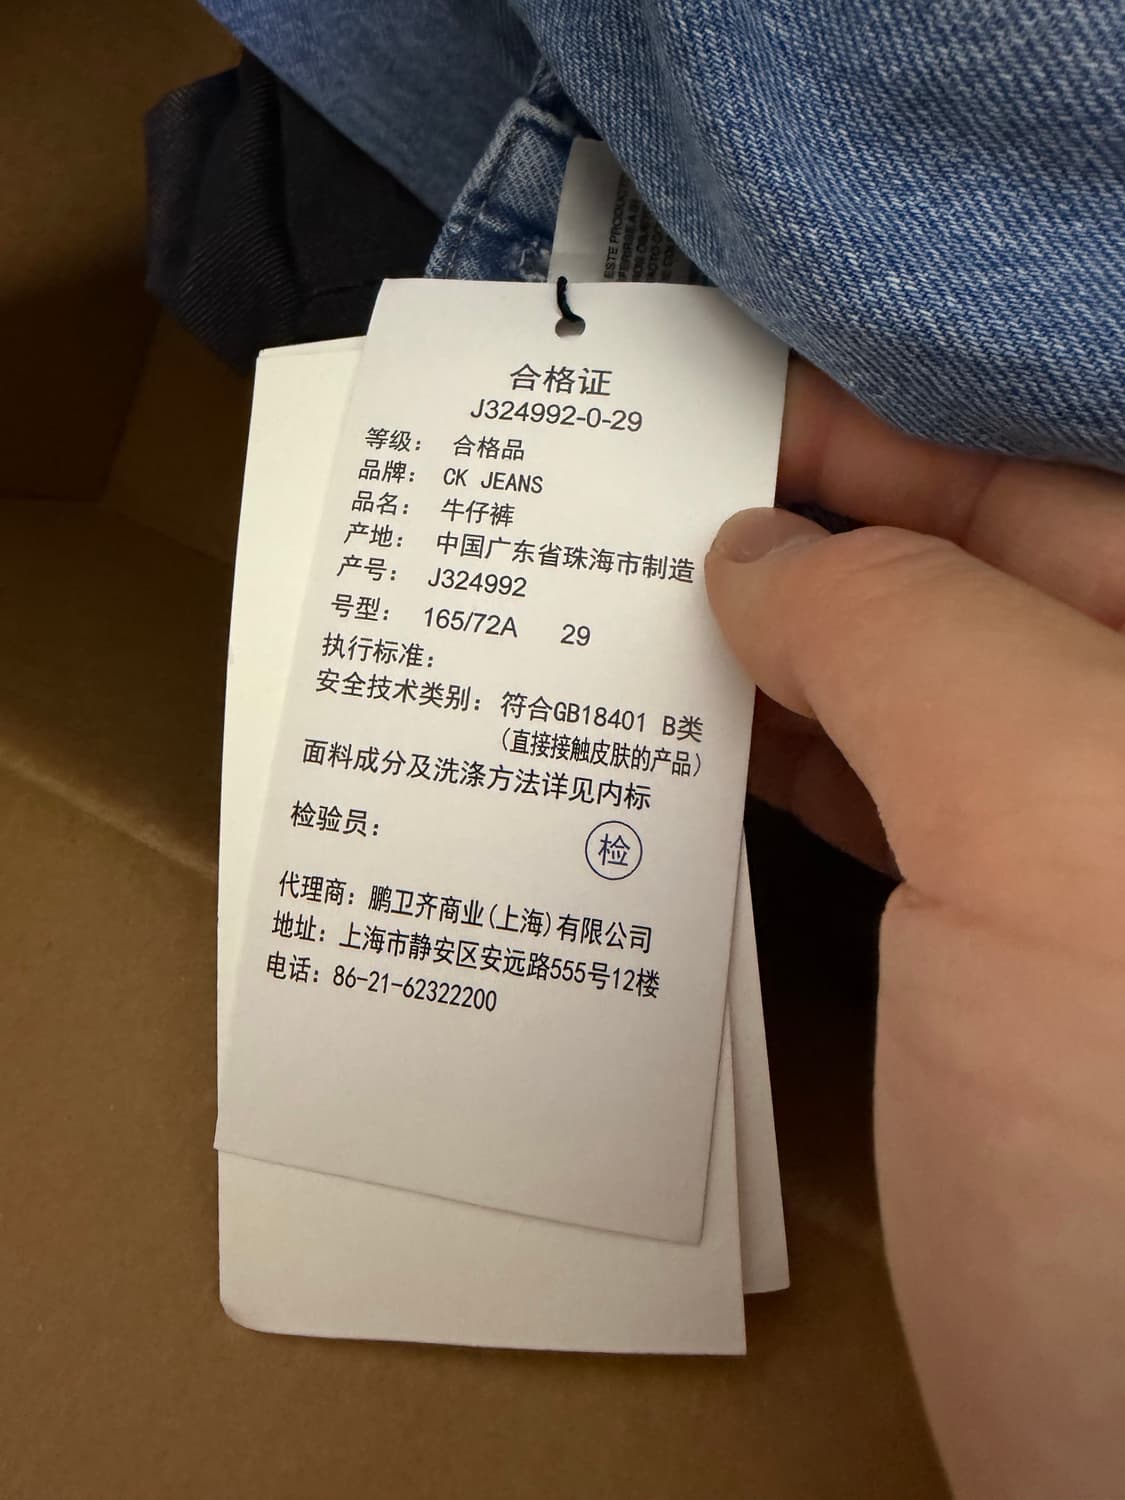 合格证
J324992-0-29
等级： 合格品
品牌： CK JEANS
品名： 牛仔裤
产地： 中国广东省珠海市制造
产号： J324992
号型： 165/72A 29
执行标准：
安全技术类别： 符合GB18401 B类
（直接接触皮肤的产品）
面料成分及洗涤方法详见内标
检验员： 检
代理商：鹏卫齐商业(上海)有限公司
地址：上海市静安区安远路555号12楼
电话：86-21-62322200
ESTE PRODUCT